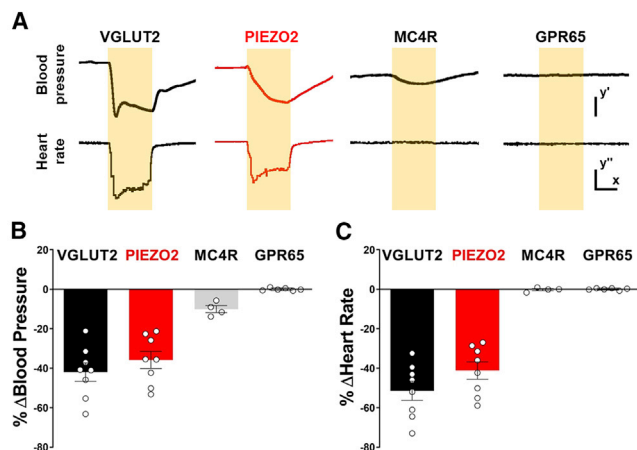 A
VGLUT2 PIEZO2 MC4R GPR65
Blood
pressure
y'
Heart
rate
y''
x
B
VGLUT2 PIEZO2 MC4R GPR65
% ΔBlood Pressure
20
0
-20
-40
-60
-80
C
VGLUT2 PIEZO2 MC4R GPR65
% ΔHeart Rate
20
0
-20
-40
-60
-80